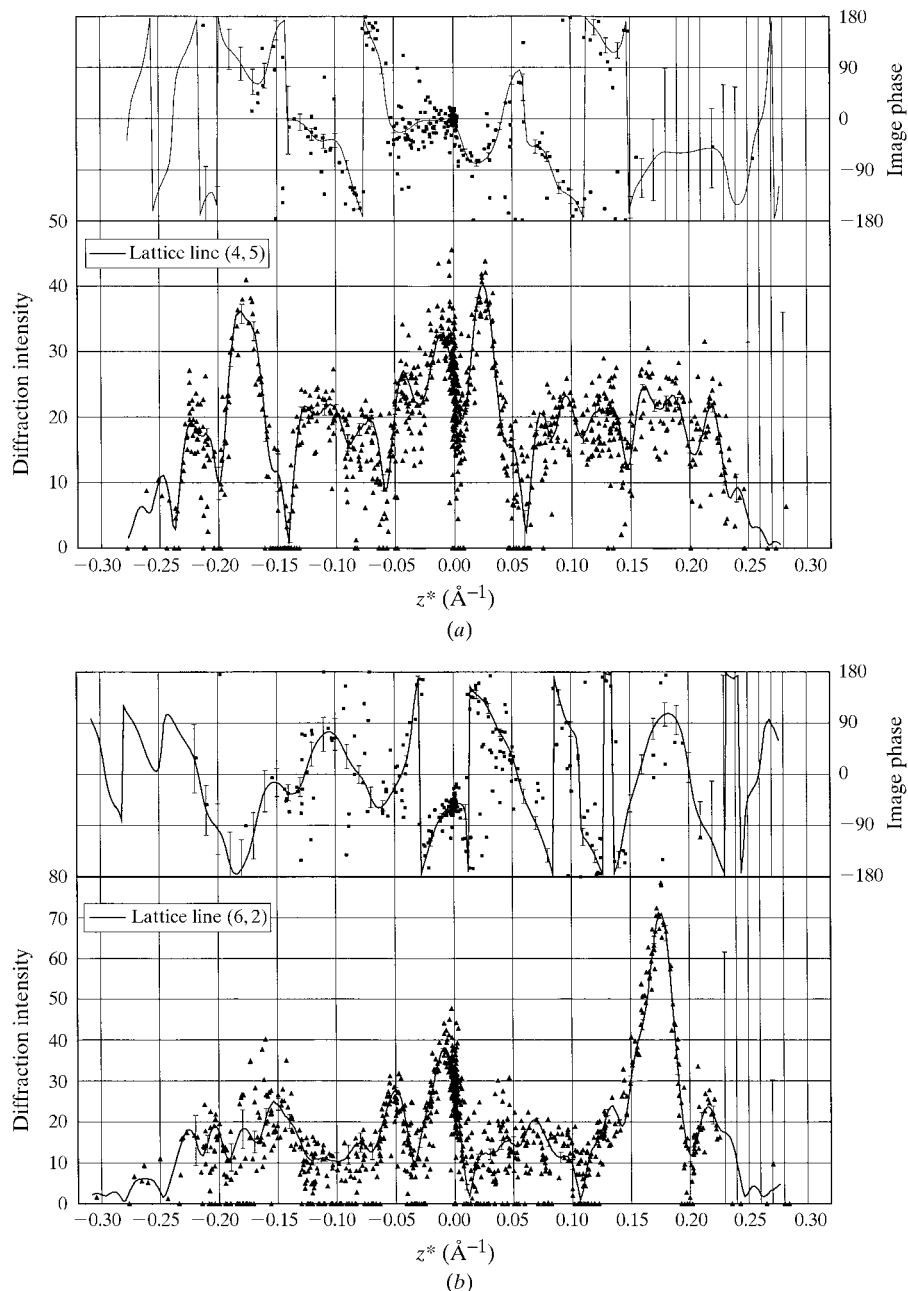 180
90
0
−90
−180
Image phase
50
40
30
20
10
0
Diffraction intensity
Lattice line (4, 5)
−0.30 −0.25 −0.20 −0.15 −0.10 −0.05 0.00 0.05 0.10 0.15 0.20 0.25 0.30
z* (Å−1)
(a)
180
90
0
−90
−180
Image phase
80
70
60
50
40
30
20
10
0
Diffraction intensity
Lattice line (6, 2)
−0.30 −0.25 −0.20 −0.15 −0.10 −0.05 0.00 0.05 0.10 0.15 0.20 0.25 0.30
z* (Å−1)
(b)